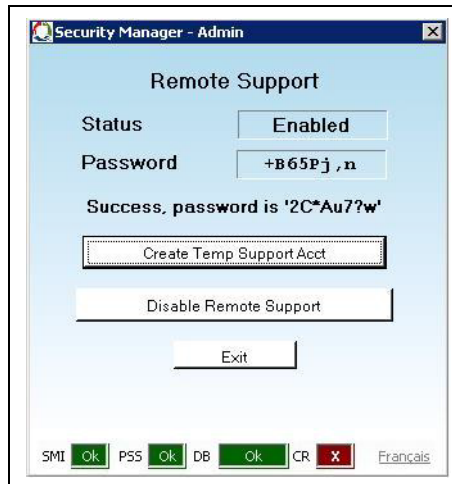 Security Manager - Admin X
Remote Support
Status Enabled
Password +B65Pj,n
Success, password is '2C*Au7?w'
Create Temp Support Acct
Disable Remote Support
Exit
SMI Ok PSS Ok DB Ok CR X Français